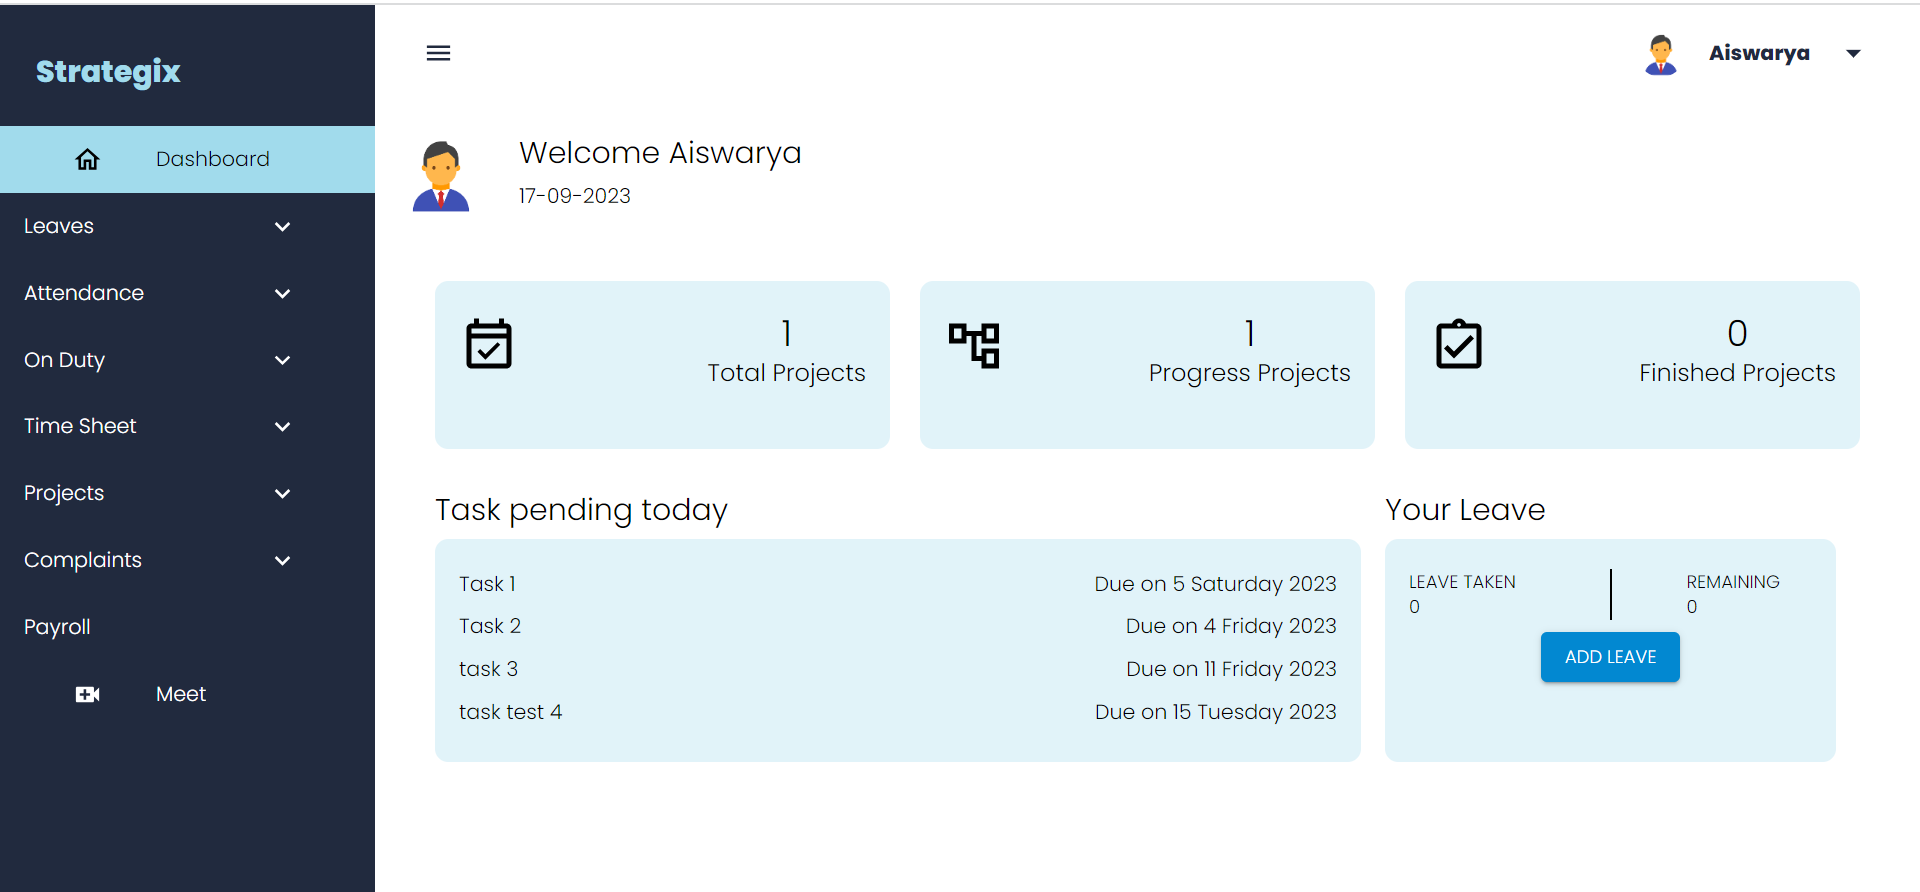 Strategix
Aiswarya
Dashboard
Leaves
Attendance
On Duty
Time Sheet
Projects
Complaints
Payroll
Meet
Welcome Aiswarya
17-09-2023
1
Total Projects
1
Progress Projects
0
Finished Projects
Task pending today
Task 1 Due on 5 Saturday 2023
Task 2 Due on 4 Friday 2023
task 3 Due on 11 Friday 2023
task test 4 Due on 15 Tuesday 2023
Your Leave
LEAVE TAKEN REMAINING
0 0
ADD LEAVE